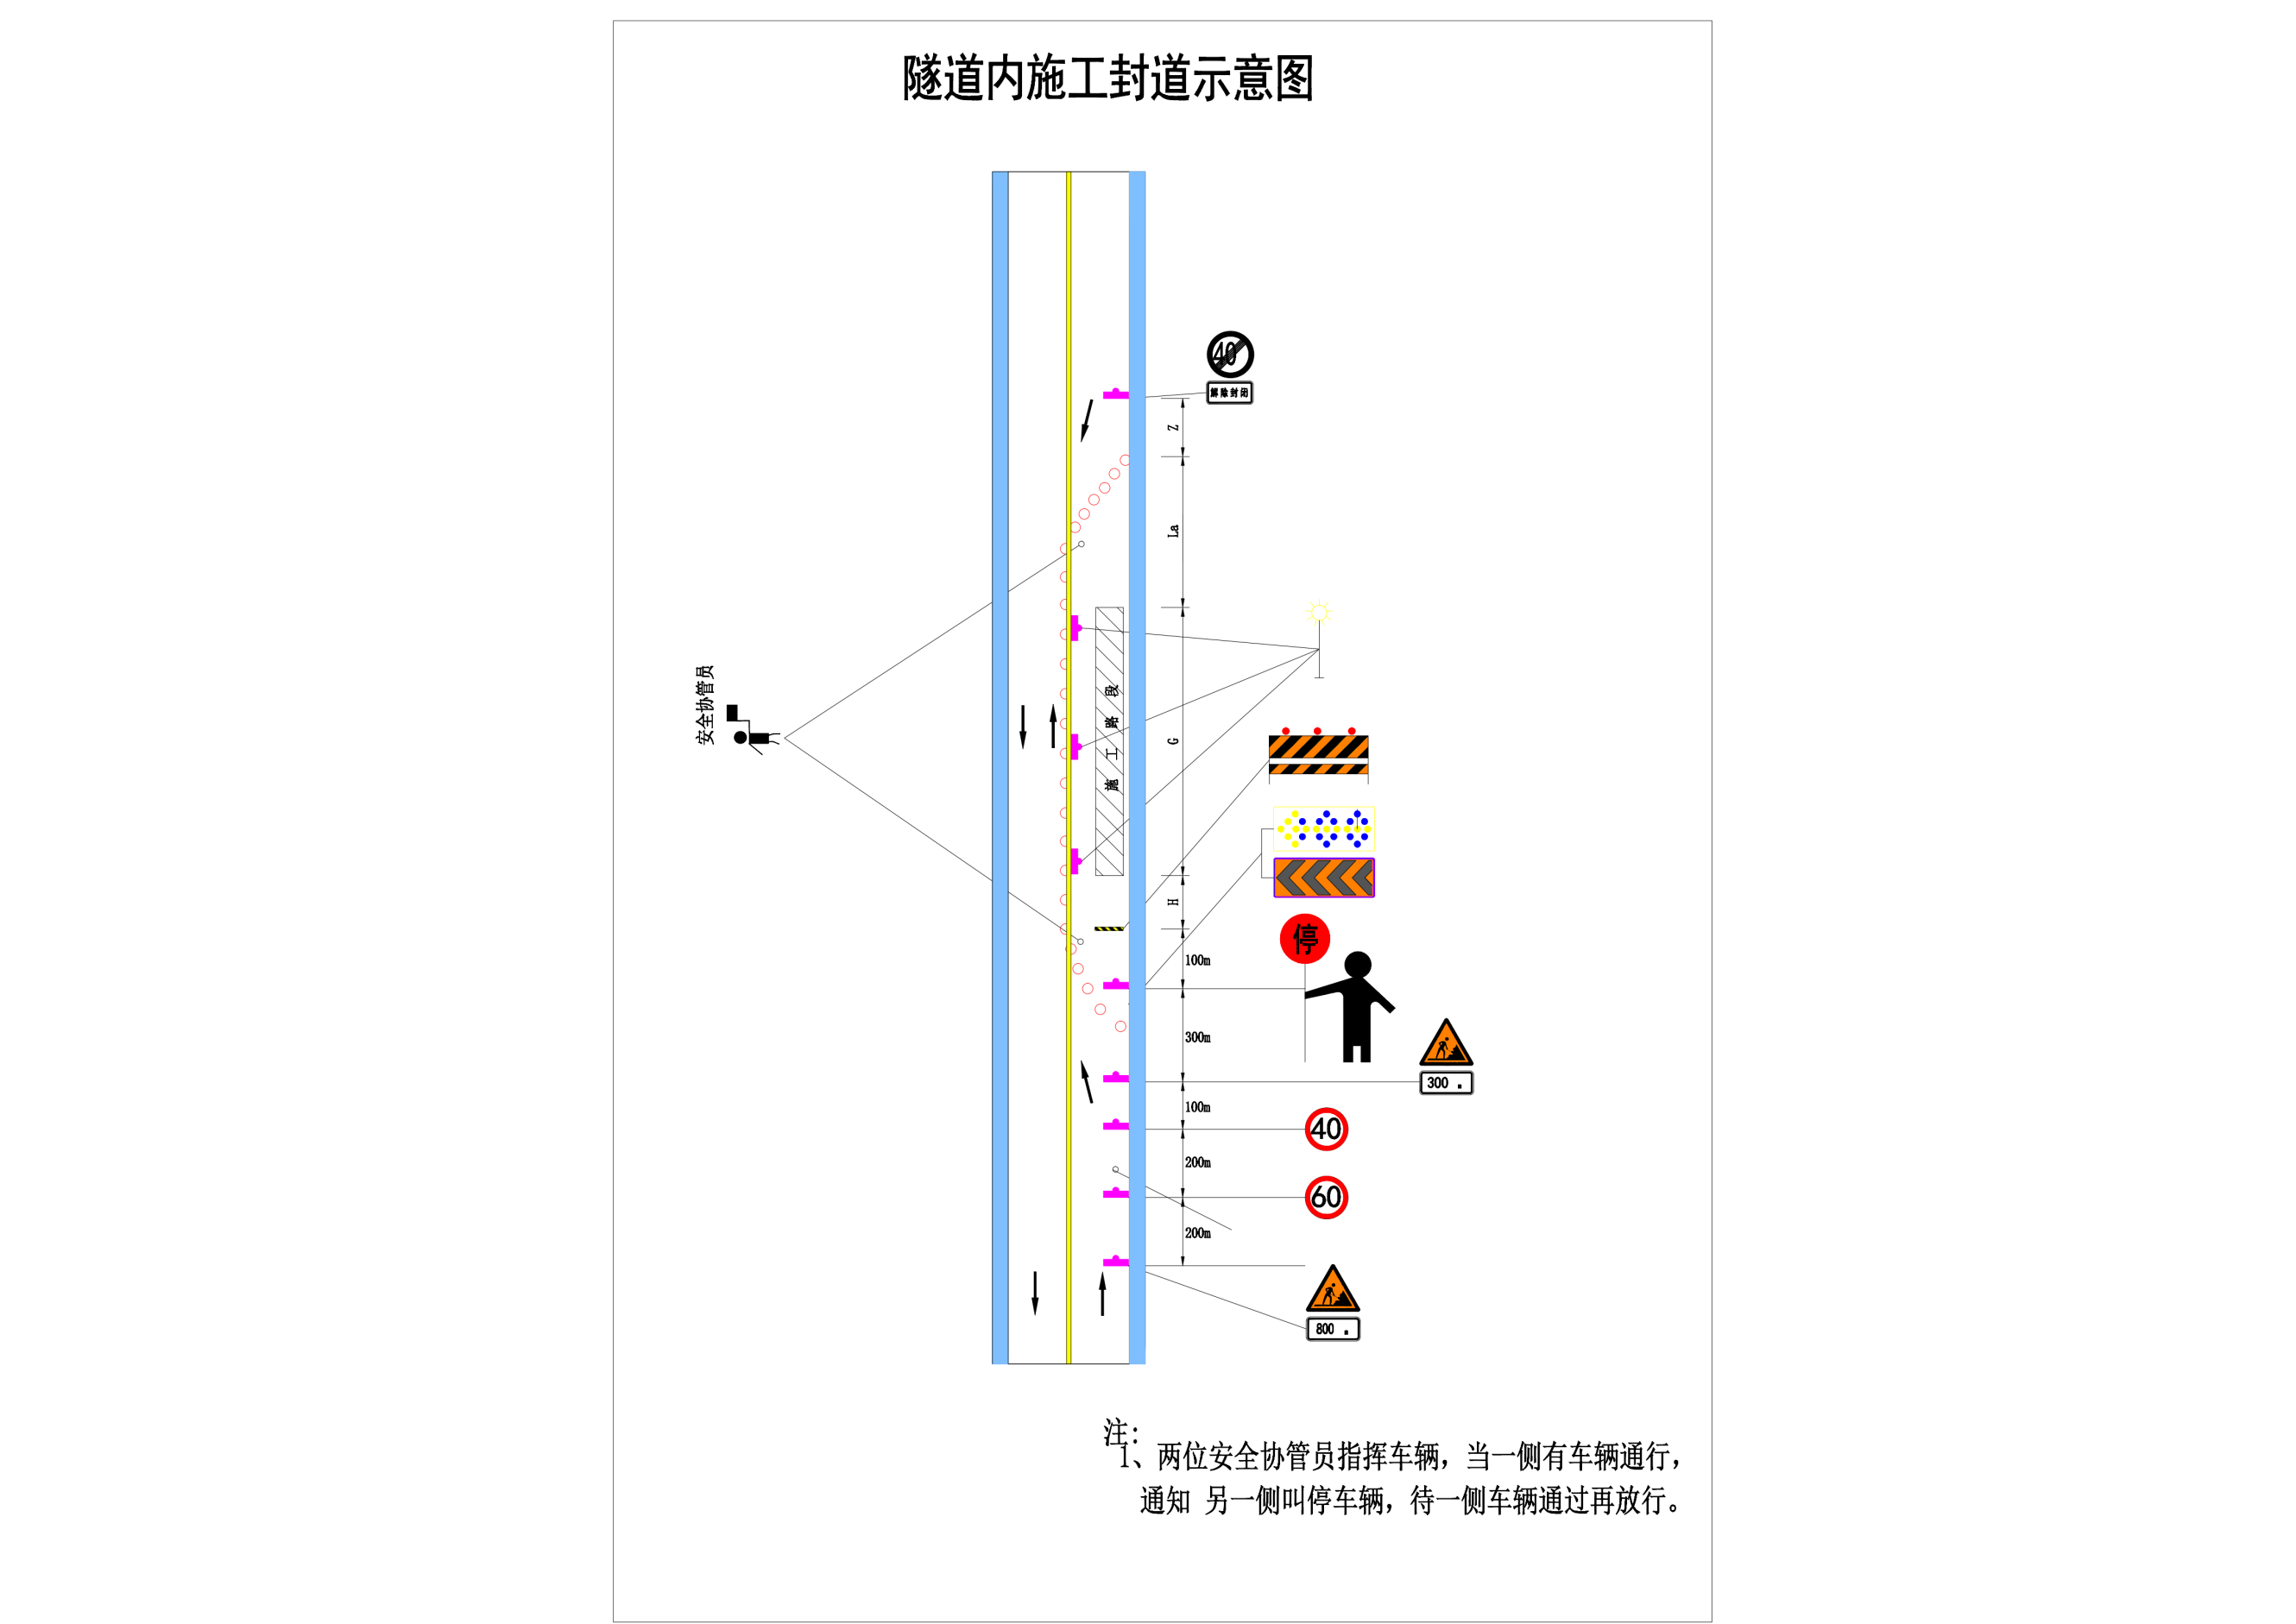 隧道内施工封道示意图
40
解除封闭
Z
La
安全协管员
施工路段
G
H
停
100m
300m
300 m
100m
40
200m
60
200m
800 m
注：
1、两位安全协管员指挥车辆，当一侧有车辆通行，
通知 另一侧叫停车辆，待一侧车辆通过再放行。